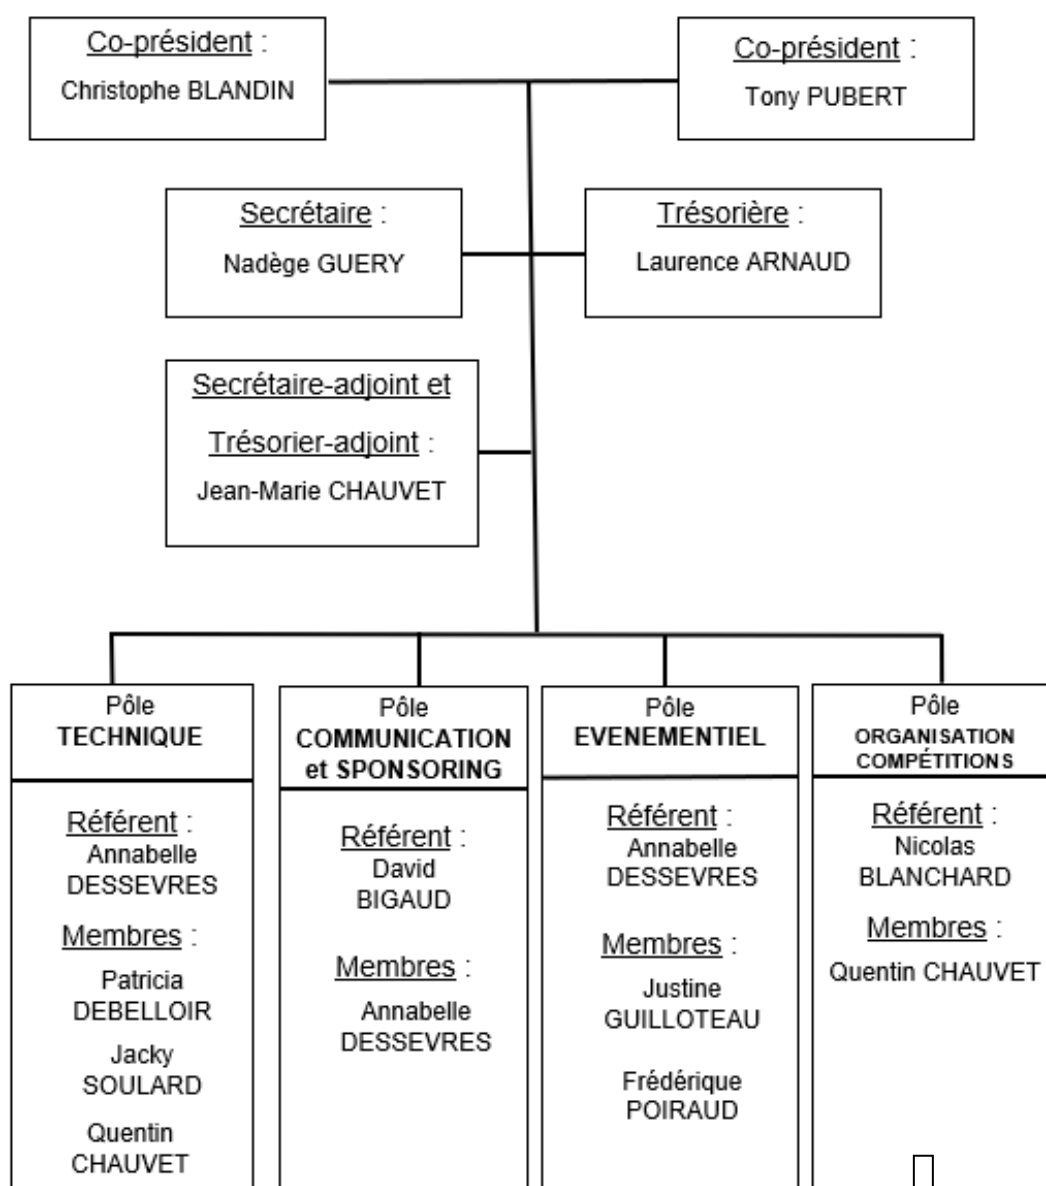 Co-président :
Christophe BLANDIN
Co-président :
Tony PUBERT
Secrétaire :
Nadège GUERY
Trésorière :
Laurence ARNAUD
Secrétaire-adjoint et
Trésorier-adjoint :
Jean-Marie CHAUVET
Pôle
TECHNIQUE
Référent :
Annabelle
DESSEVRES
Membres :
Patricia
DEBELLOIR
Jacky
SOULARD
Quentin
CHAUVET
Pôle
COMMUNICATION
et SPONSORING
Référent :
David
BIGAUD
Membres :
Annabelle
DESSEVRES
Pôle
EVENEMENTIEL
Référent :
Annabelle
DESSEVRES
Membres :
Justine
GUILLOTEAU
Frédérique
POIRAUD
Pôle
ORGANISATION
COMPÉTITIONS
Référent :
Nicolas
BLANCHARD
Membres :
Quentin CHAUVET